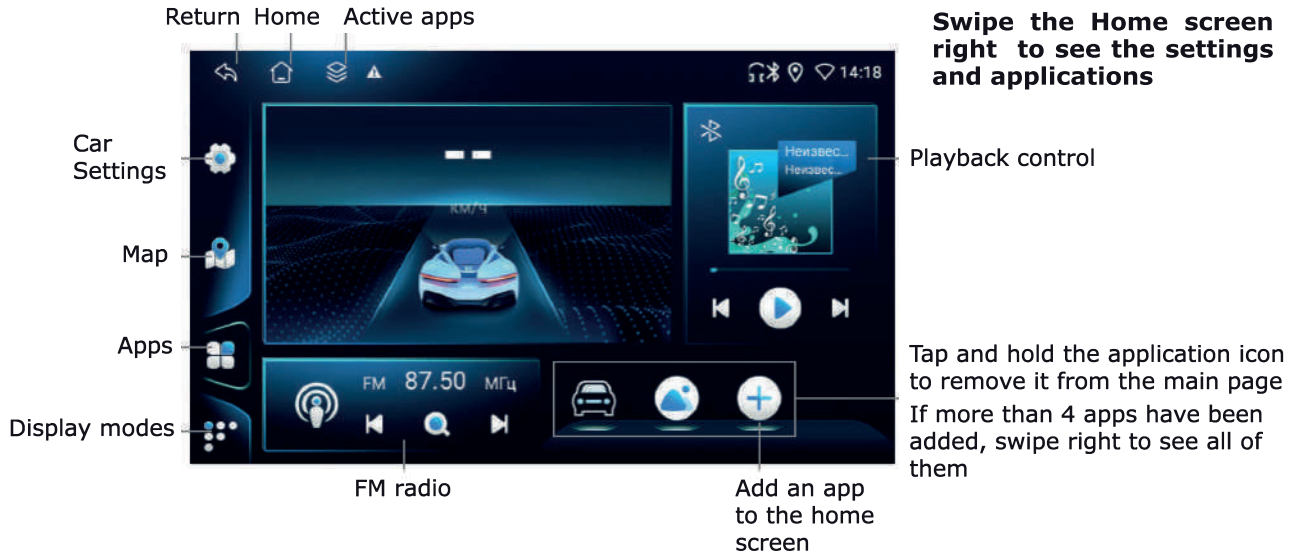 Return Home Active apps
Swipe the Home screen
right to see the settings
and applications
14:18
Car
Settings
Неизвес...
Неизвес...
Playback control
км/ч
Map
Apps
FM 87.50 МГц
Tap and hold the application icon
to remove it from the main page
If more than 4 apps have been
added, swipe right to see all of
them
Display modes
FM radio
Add an app
to the home
screen